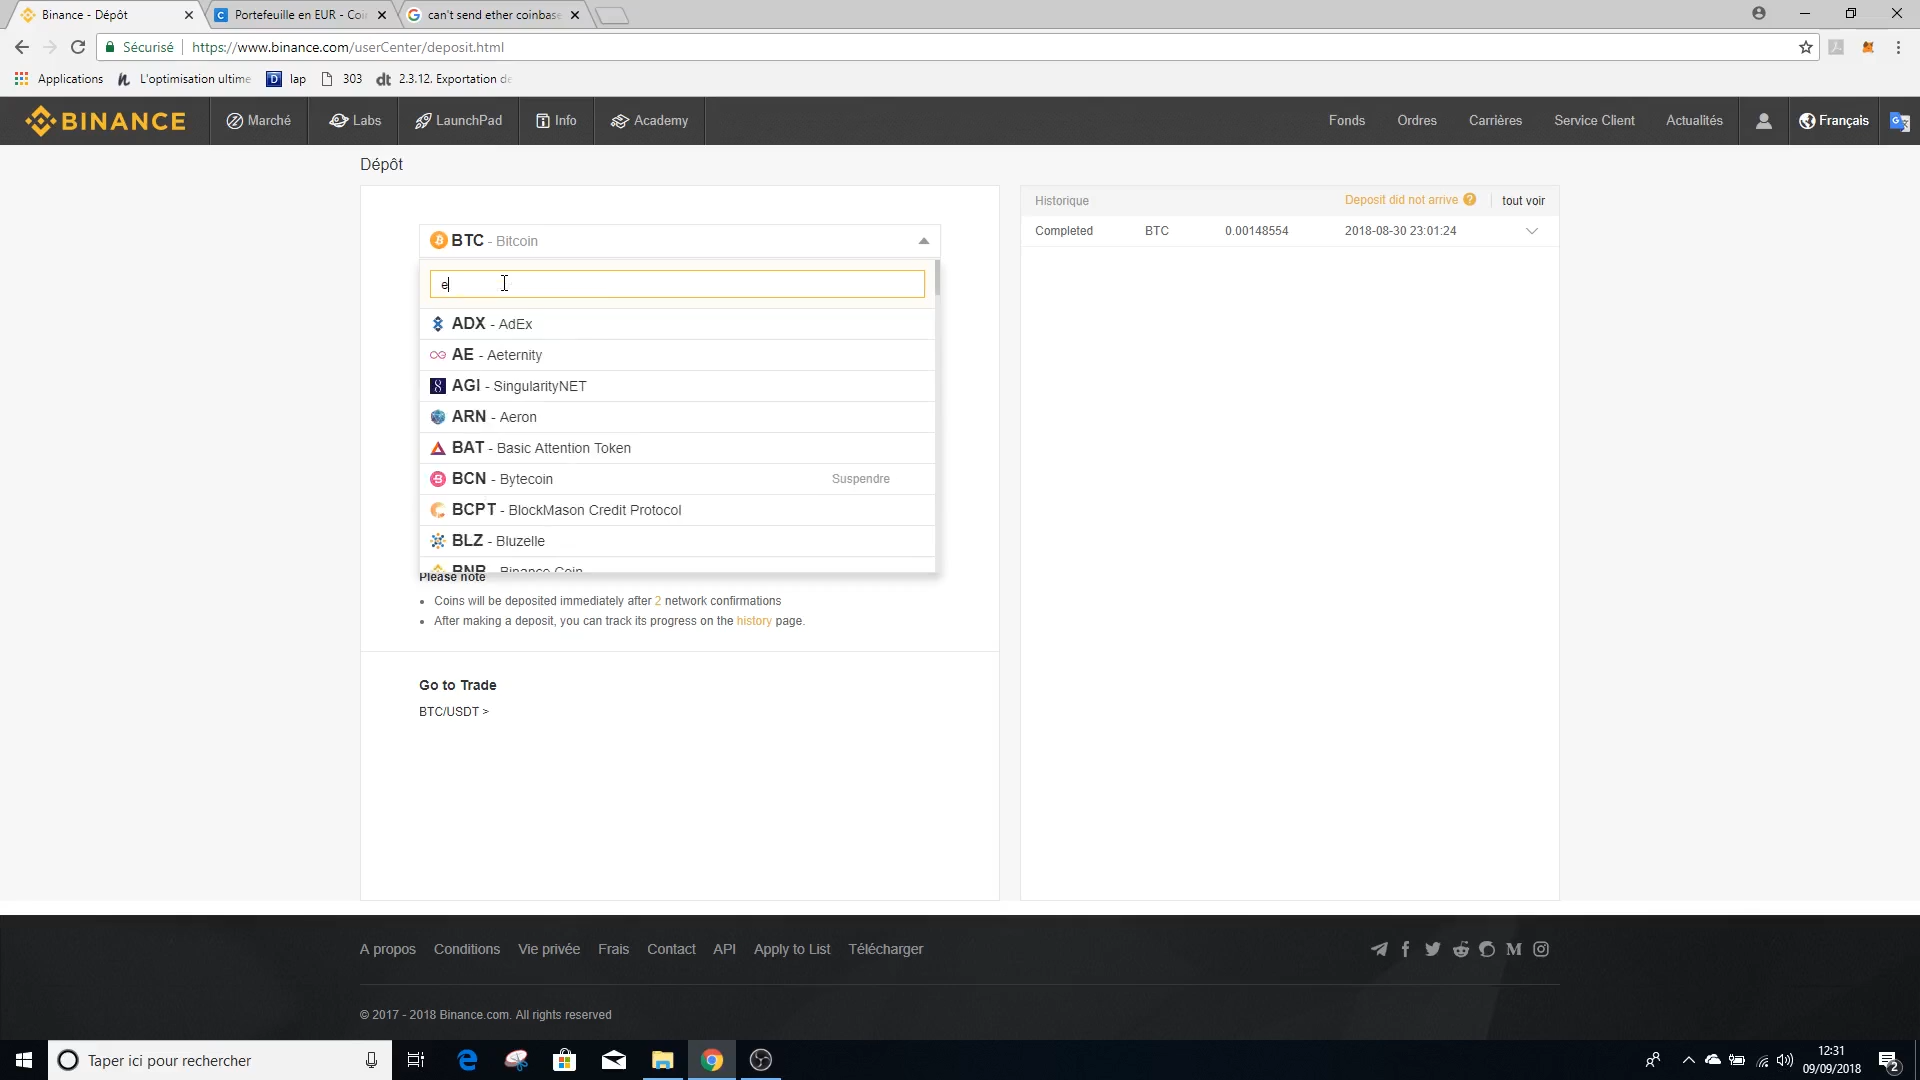 Binance - Dépôt
Portefeuille en EUR - Coi
can't send ether coinbase
Sécurisé
https://www.binance.com/userCenter/deposit.html
Applications
L'optimisation ultime
lap
303
2.3.12. Exportation de
BINANCE
Marché
Labs
LaunchPad
Info
Academy
Fonds
Ordres
Carrières
Service Client
Actualités
Français
Dépôt
BTC - Bitcoin
e
ADX - AdEx
AE - Aeternity
AGI - SingularityNET
ARN - Aeron
BAT - Basic Attention Token
BCN - Bytecoin Suspendre
BCPT - BlockMason Credit Protocol
BLZ - Bluzelle
BNB - Binance Coin
Please note
Coins will be deposited immediately after 2 network confirmations
After making a deposit, you can track its progress on the history page.
Go to Trade
BTC/USDT >
Historique
Deposit did not arrive ?
tout voir
Completed BTC 0.00148554 2018-08-30 23:01:24
A propos
Conditions
Vie privée
Frais
Contact
API
Apply to List
Télécharger
© 2017 - 2018 Binance.com. All rights reserved
Taper ici pour rechercher
12:31
09/09/2018
2